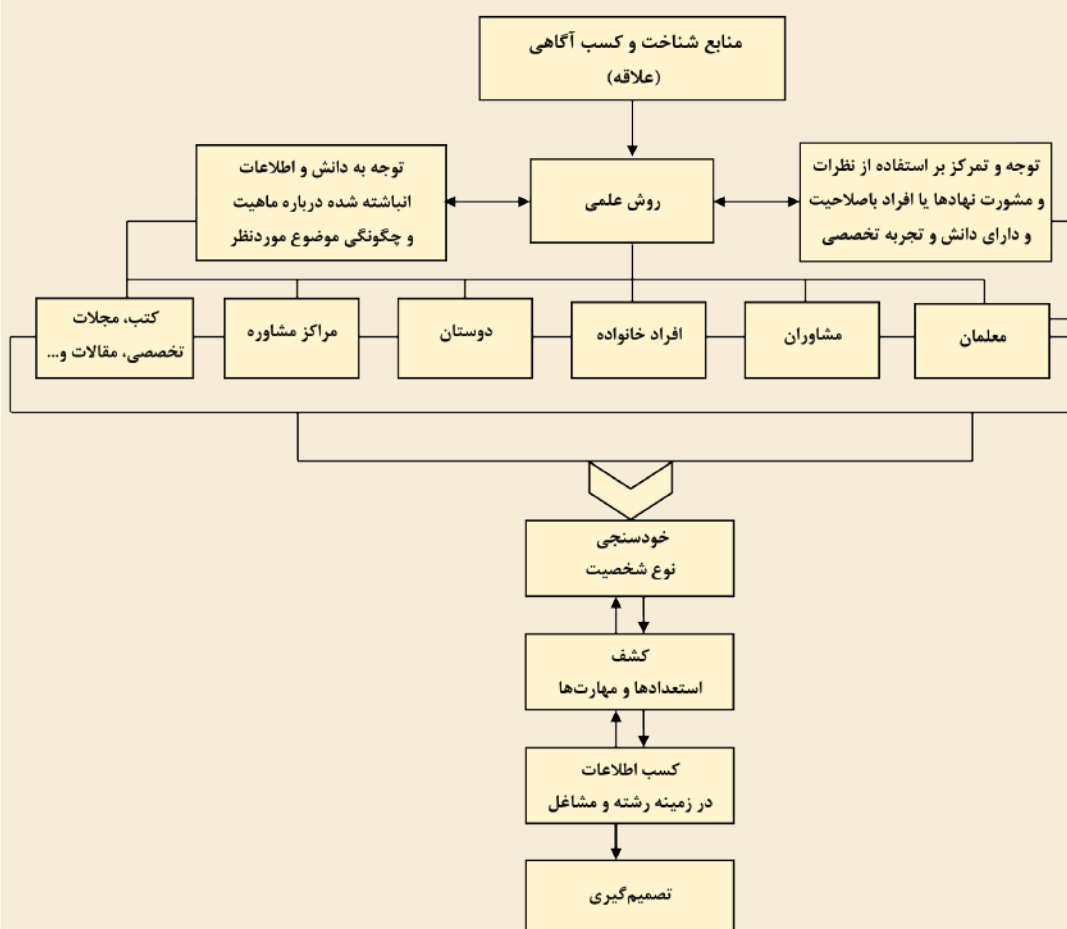 منابع شناخت و کسب آگاهی
(علاقه)
توجه و تمرکز بر استفاده از نظرات
و مشورت نهادها یا افراد باصلاحیت
و دارای دانش و تجربه تخصصی
روش علمی
توجه به دانش و اطلاعات
انباشته شده درباره ماهیت
و چگونگی موضوع موردنظر
معلمان
مشاوران
افراد خانواده
دوستان
مراکز مشاوره
کتب، مجلات
تخصصی، مقالات و...
خودسنجی
نوع شخصیت
کشف
استعدادها و مهارت‌ها
کسب اطلاعات
در زمینه رشته و مشاغل
تصمیم‌گیری